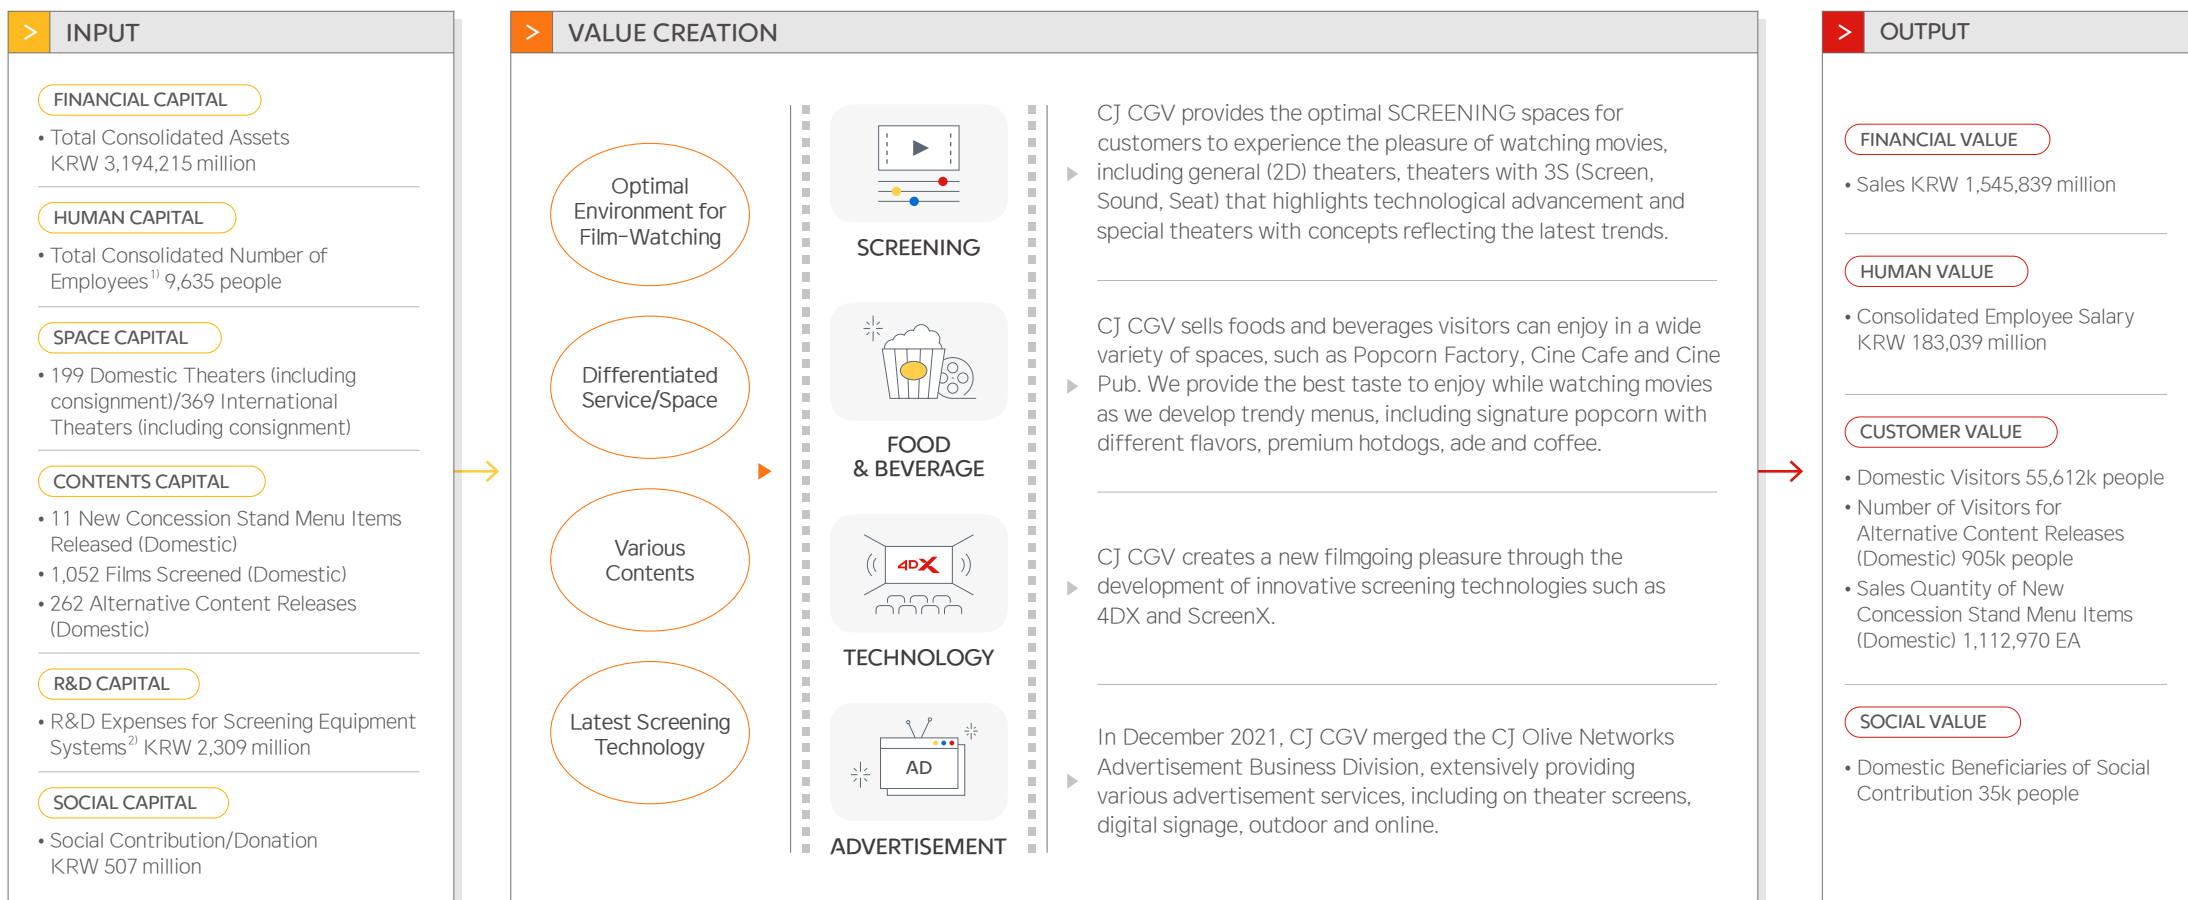 > INPUT
FINANCIAL CAPITAL
• Total Consolidated Assets
KRW 3,194,215 million
HUMAN CAPITAL
• Total Consolidated Number of
Employees1) 9,635 people
SPACE CAPITAL
• 199 Domestic Theaters (including
consignment)/369 International
Theaters (including consignment)
CONTENTS CAPITAL
• 11 New Concession Stand Menu Items
Released (Domestic)
• 1,052 Films Screened (Domestic)
• 262 Alternative Content Releases
(Domestic)
R&D CAPITAL
• R&D Expenses for Screening Equipment
Systems2) KRW 2,309 million
SOCIAL CAPITAL
• Social Contribution/Donation
KRW 507 million
> VALUE CREATION
Optimal
Environment for
Film-Watching
Differentiated
Service/Space
Various
Contents
Latest Screening
Technology
SCREENING
CJ CGV provides the optimal SCREENING spaces for
customers to experience the pleasure of watching movies,
including general (2D) theaters, theaters with 3S (Screen,
Sound, Seat) that highlights technological advancement and
special theaters with concepts reflecting the latest trends.
FOOD
& BEVERAGE
CJ CGV sells foods and beverages visitors can enjoy in a wide
variety of spaces, such as Popcorn Factory, Cine Cafe and Cine
Pub. We provide the best taste to enjoy while watching movies
as we develop trendy menus, including signature popcorn with
different flavors, premium hotdogs, ade and coffee.
4DX
TECHNOLOGY
CJ CGV creates a new filmgoing pleasure through the
development of innovative screening technologies such as
4DX and ScreenX.
AD
ADVERTISEMENT
In December 2021, CJ CGV merged the CJ Olive Networks
Advertisement Business Division, extensively providing
various advertisement services, including on theater screens,
digital signage, outdoor and online.
> OUTPUT
FINANCIAL VALUE
• Sales KRW 1,545,839 million
HUMAN VALUE
• Consolidated Employee Salary
KRW 183,039 million
CUSTOMER VALUE
• Domestic Visitors 55,612k people
• Number of Visitors for
Alternative Content Releases
(Domestic) 905k people
• Sales Quantity of New
Concession Stand Menu Items
(Domestic) 1,112,970 EA
SOCIAL VALUE
• Domestic Beneficiaries of Social
Contribution 35k people